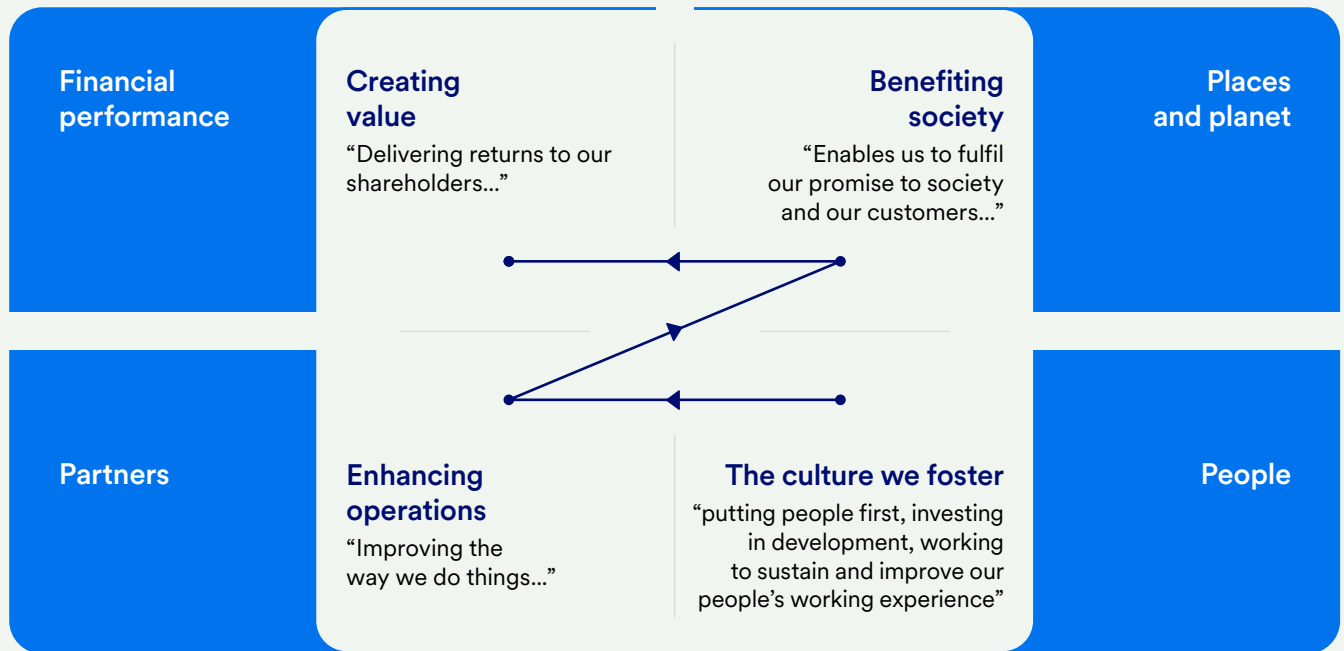 Financial
performance
Creating
value
“Delivering returns to our
shareholders...”
Benefiting
society
“Enables us to fulfil
our promise to society
and our customers...”
Places
and planet
Partners
Enhancing
operations
“Improving the
way we do things...”
The culture we foster
“putting people first, investing
in development, working
to sustain and improve our
people’s working experience”
People